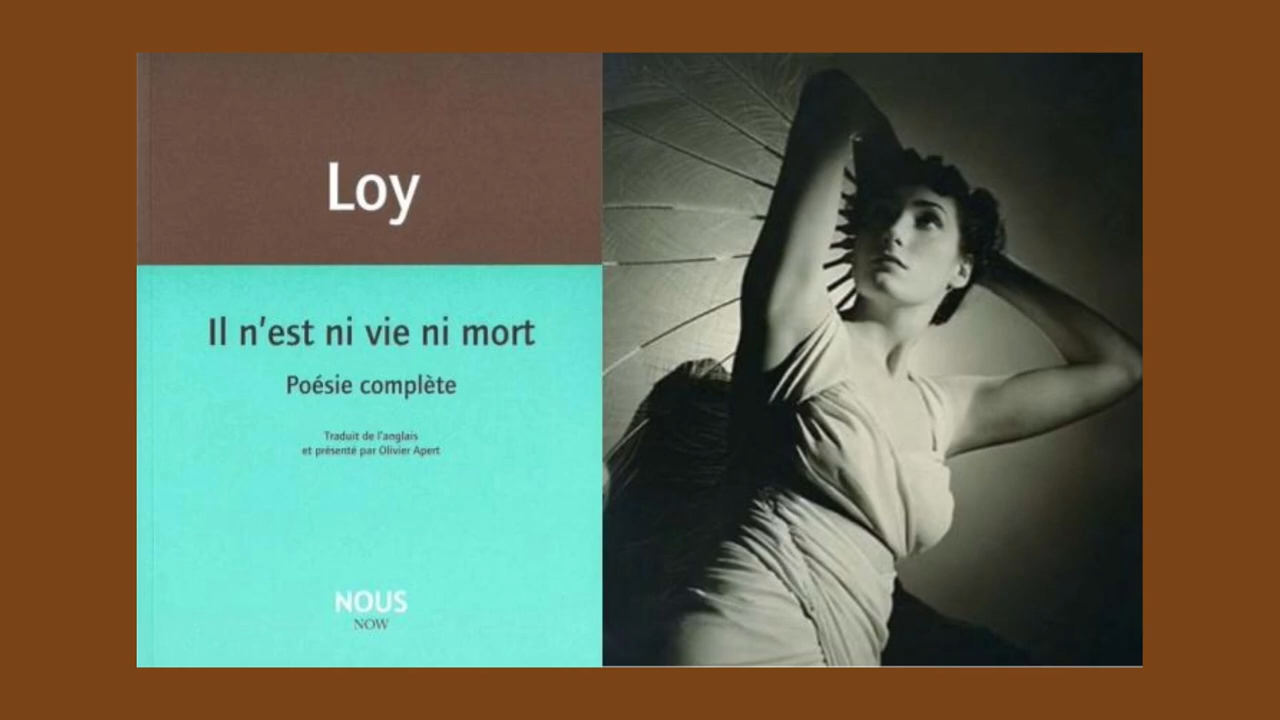 Loy
Il n'est ni vie ni mort
Poésie complète
Traduit de l'anglais
et présenté par Olivier Apert
NOUS
NOW